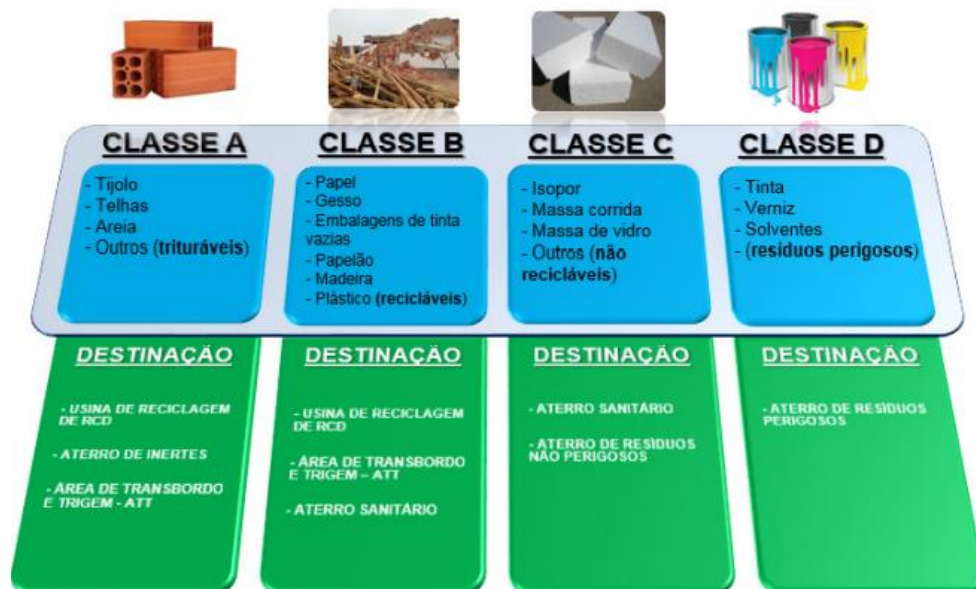 CLASSE A
- Tijolo
- Telhas
- Areia
- Outros (trituráveis)
CLASSE B
- Papel
- Gesso
- Embalagens de tinta
vazias
- Papelão
- Madeira
- Plástico (recicláveis)
CLASSE C
- Isopor
- Massa corrida
- Massa de vidro
- Outros (não
recicláveis)
CLASSE D
- Tinta
- Verniz
- Solventes
- (resíduos perigosos)
DESTINAÇÃO
- USINA DE RECICLAGEM
DE RCD
- ATERRO DE INERTES
- ÁREA DE TRANSBORDO
E TRIGEM - ATT
DESTINAÇÃO
- USINA DE RECICLAGEM
DE RCD
- ÁREA DE TRANSBORDO
E TRIGEM – ATT
- ATERRO SANITÁRIO
DESTINAÇÃO
- ATERRO SANITÁRIO
- ATERRO DE RESÍDUOS
NÃO PERIGOSOS
DESTINAÇÃO
- ATERRO DE RESÍDUOS
PERIGOSOS